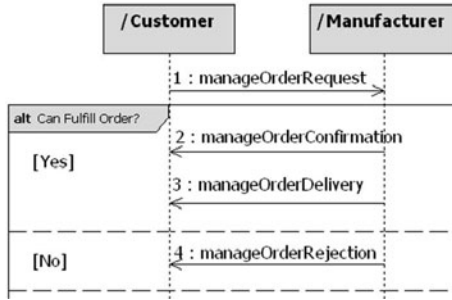 /Customer
/Manufacturer
1 : manageOrderRequest
alt Can Fulfill Order?
2 : manageOrderConfirmation
[Yes]
3 : manageOrderDelivery
4 : manageOrderRejection
[No]